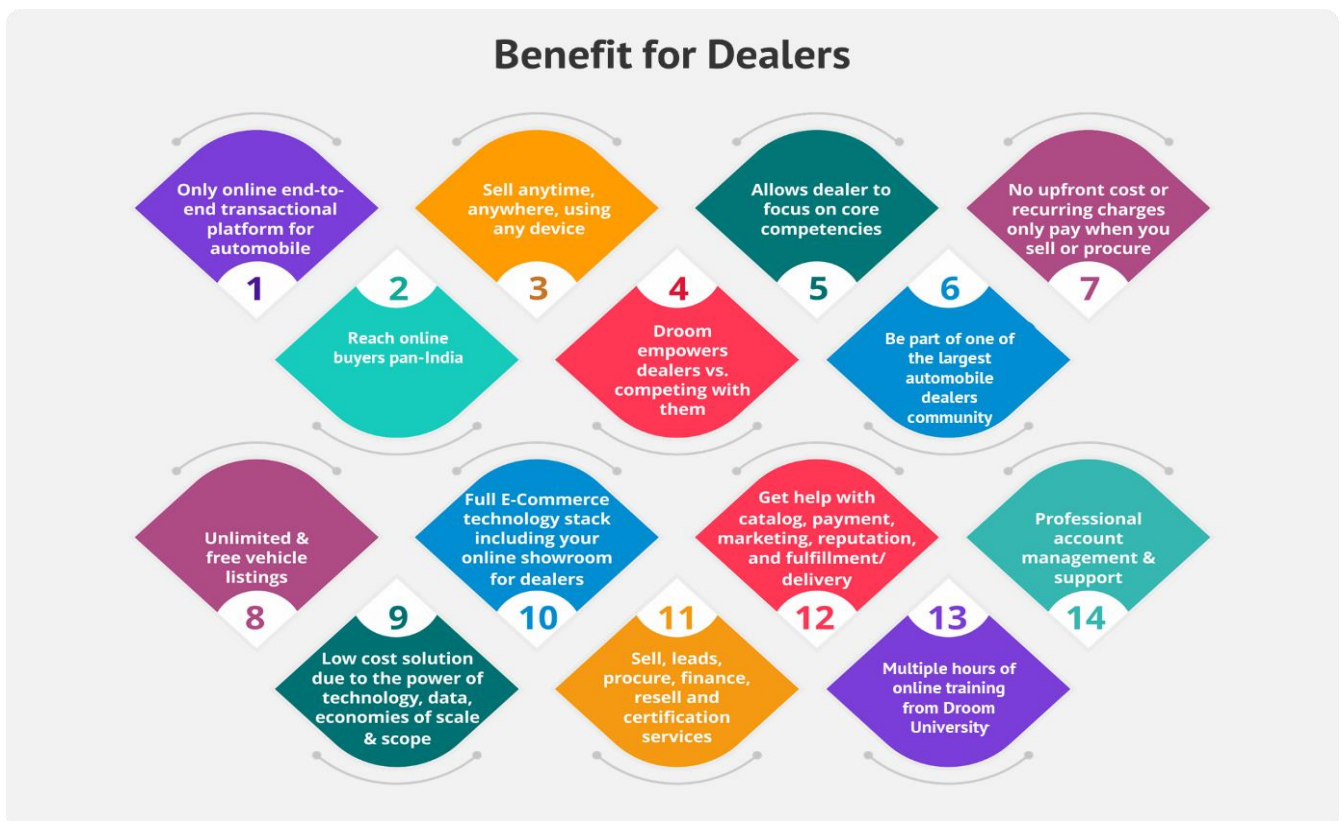 Benefit for Dealers
Only online end-to-
end transactional
platform for
automobile
1
2
Reach online
buyers pan-India
Sell anytime,
anywhere, using
any device
3
4
Droom
empowers
dealers vs.
competing with
them
Allows dealer to
focus on core
competencies
5
6
Be part of one of
the largest
automobile
dealers
community
No upfront cost or
recurring charges
only pay when you
sell or procure
7
Unlimited &
free vehicle
listings
8
9
Low cost solution
due to the power of
technology, data,
economies of scale
& scope
Full E-Commerce
technology stack
including your
online showroom
for dealers
10
11
Sell, leads,
procure, finance,
resell and
certification
services
Get help with
catalog, payment,
marketing, reputation,
and fulfillment/
delivery
12
13
Multiple hours of
online training
from Droom
University
Professional
account
management &
support
14